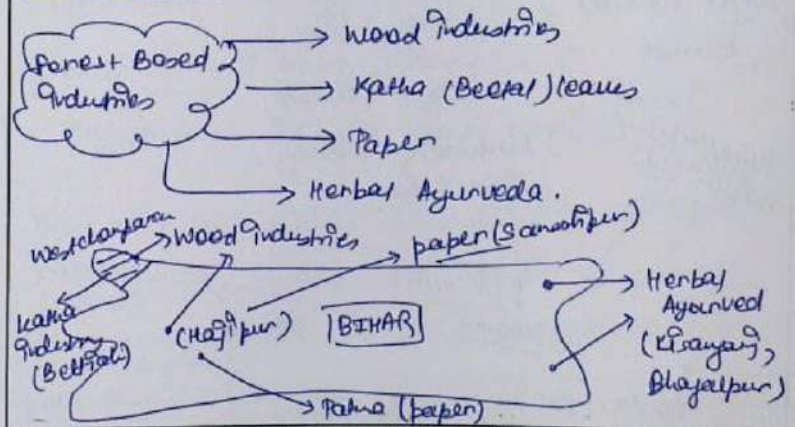 Forest Based
Industries
Wood Industries
Katha (Beetal) leaves
Paper
Herbal Ayurveda.
West champaran
Wood Industries
paper (Samastipur)
Katha
industry
(Bettiah)
(Hajipur)
BIHAR
Herbal
Ayurved
(Kisanganj,
Bhagalpur)
Patna (paper)